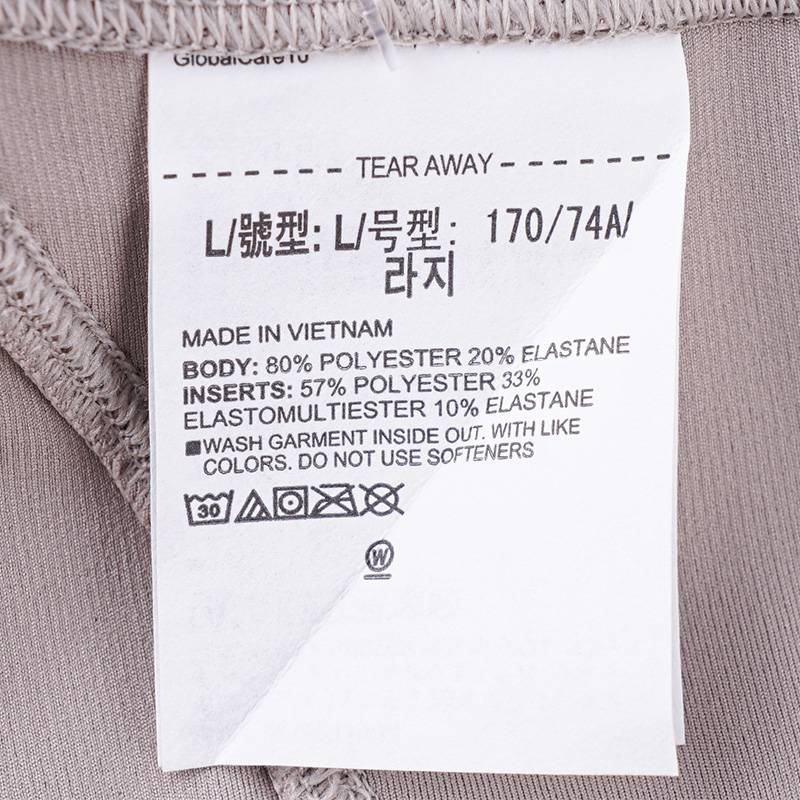 GlobalCare10
TEAR AWAY
L/號型: L/号型: 170/74A/
라지
MADE IN VIETNAM
BODY: 80% POLYESTER 20% ELASTANE
INSERTS: 57% POLYESTER 33%
ELASTOMULTIESTER 10% ELASTANE
■WASH GARMENT INSIDE OUT. WITH LIKE
COLORS. DO NOT USE SOFTENERS
30
W